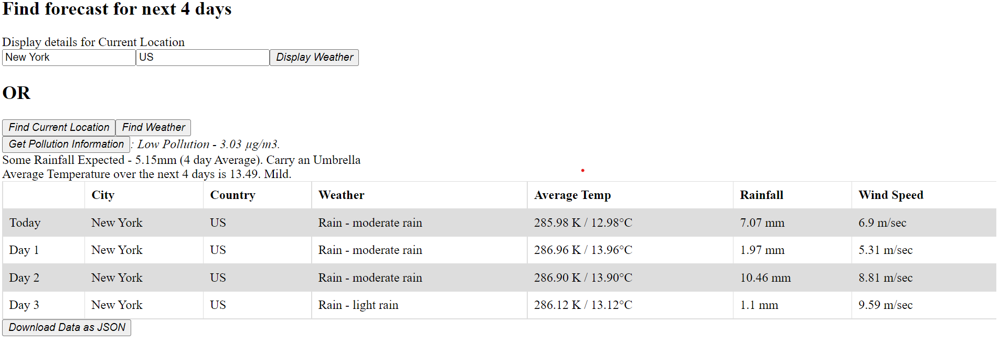 Find forecast for next 4 days
Display details for Current Location
New York US Display Weather
OR
Find Current Location Find Weather
Get Pollution Information : Low Pollution - 3.03 µg/m3.
Some Rainfall Expected - 5.15mm (4 day Average). Carry an Umbrella
Average Temperature over the next 4 days is 13.49. Mild.
City Country Weather Average Temp Rainfall Wind Speed
Today New York US Rain - moderate rain 285.98 K / 12.98°C 7.07 mm 6.9 m/sec
Day 1 New York US Rain - moderate rain 286.96 K / 13.96°C 1.97 mm 5.31 m/sec
Day 2 New York US Rain - moderate rain 286.90 K / 13.90°C 10.46 mm 8.81 m/sec
Day 3 New York US Rain - light rain 286.12 K / 13.12°C 1.1 mm 9.59 m/sec
Download Data as JSON